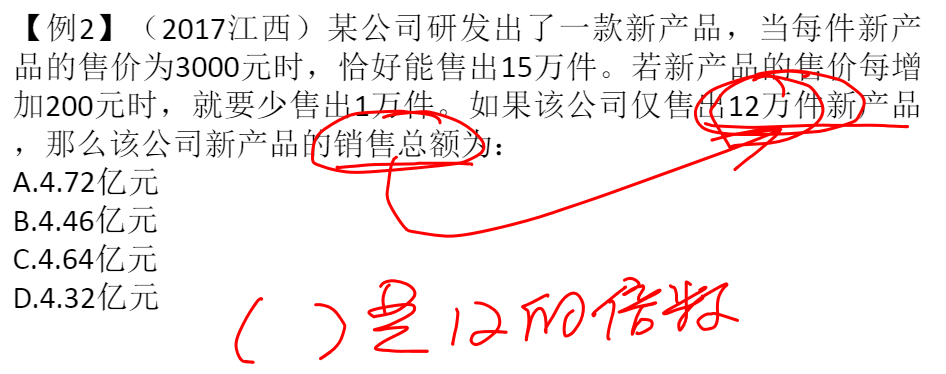 【例2】（2017江西）某公司研发出了一款新产品，当每件新产
品的售价为3000元时，恰好能售出15万件。若新产品的售价每增
加200元时，就要少售出1万件。如果该公司仅售出12万件新产品
，那么该公司新产品的销售总额为：
A.4.72亿元
B.4.46亿元
C.4.64亿元
D.4.32亿元
( )是12的倍数